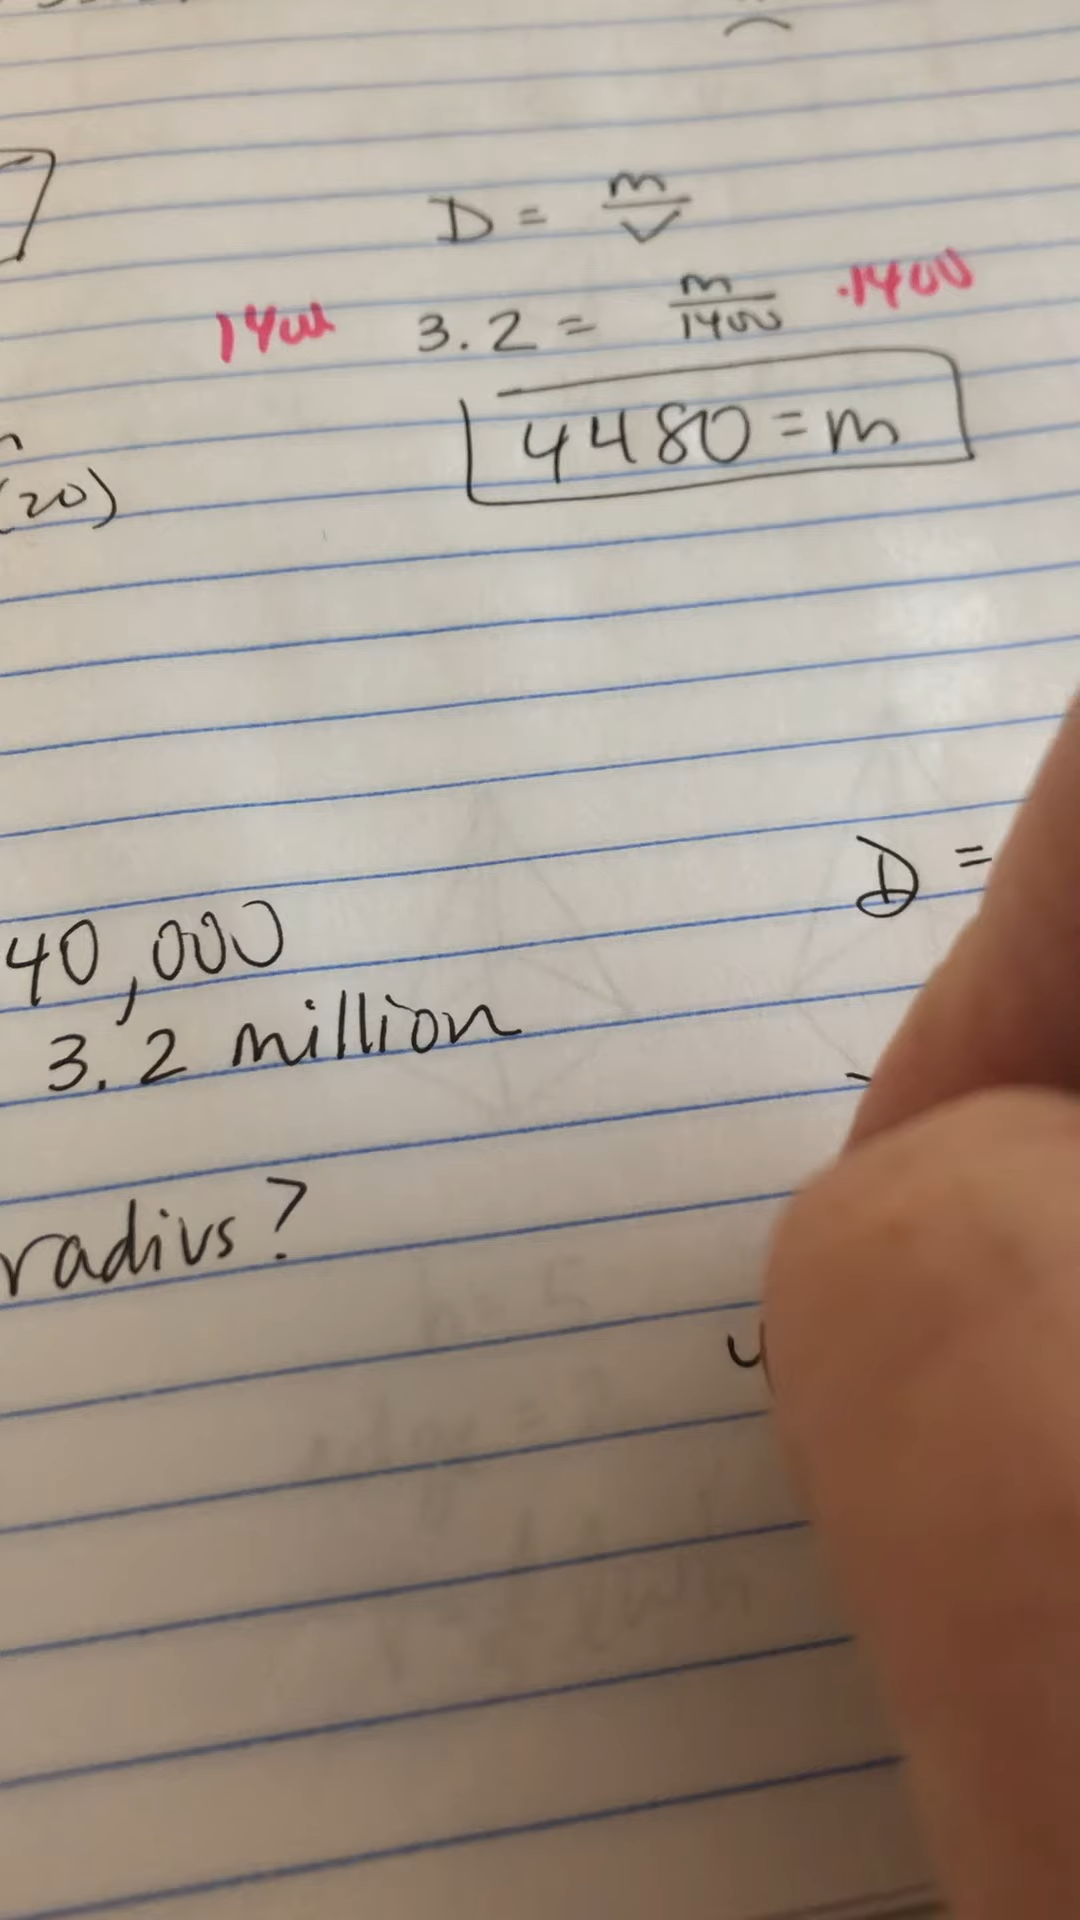 D = m/V
1400 3.2 = m/1400 ·1400
4480 = m
(20)
D =
40,000
3.2 million
radius?